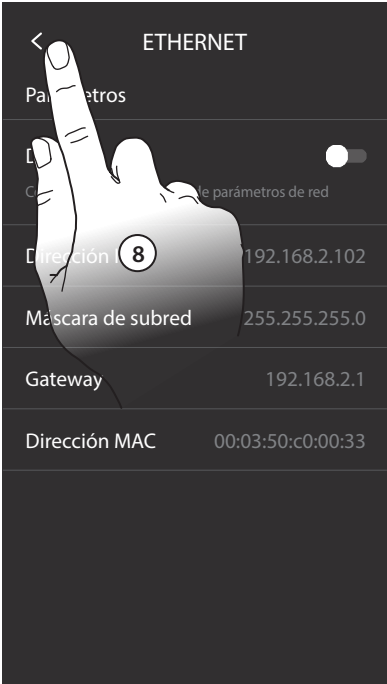 ETHERNET
parámetros de red
Dirección 192.168.2.102
8
Máscara de subred 255.255.255.0
Gateway 192.168.2.1
Dirección MAC 00:03:50:c0:00:33